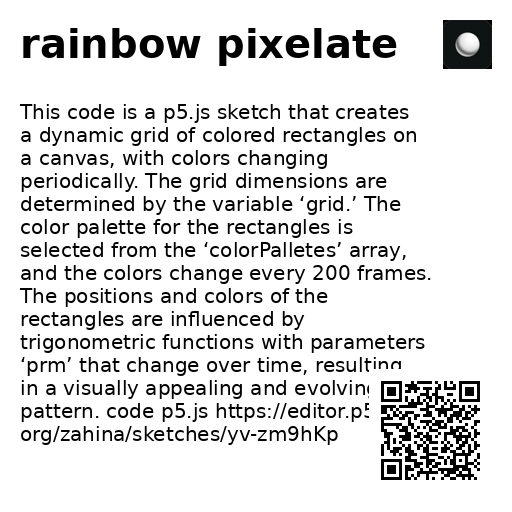 rainbow pixelate
This code is a p5.js sketch that creates
a dynamic grid of colored rectangles on
a canvas, with colors changing
periodically. The grid dimensions are
determined by the variable ‘grid.’ The
color palette for the rectangles is
selected from the ‘colorPalletes’ array,
and the colors change every 200 frames.
The positions and colors of the
rectangles are influenced by
trigonometric functions with parameters
‘prm’ that change over time, resulting
in a visually appealing and evolving
pattern. code p5.js https://editor.p5
org/zahina/sketches/yv-zm9hKp